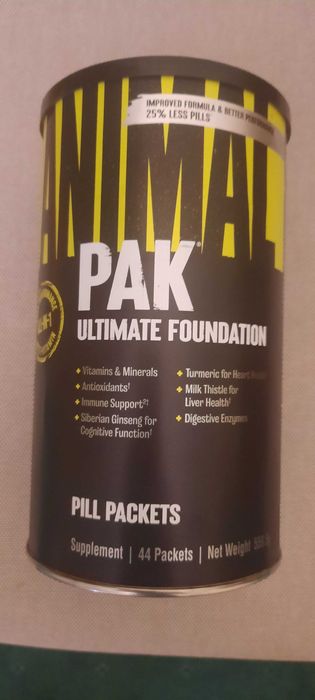 IMPROVED FORMULA & BETTER PERFORMANCE
25% LESS PILLS
ANIMAL
PAK®
ULTIMATE FOUNDATION
Vitamins & Minerals
Antioxidants†
Immune Support²†
Siberian Ginseng for
Cognitive Function†
Turmeric for Heart
Milk Thistle for
Liver Health†
Digestive Enzymes
PILL PACKETS
Supplement | 44 Packets | Net Weight